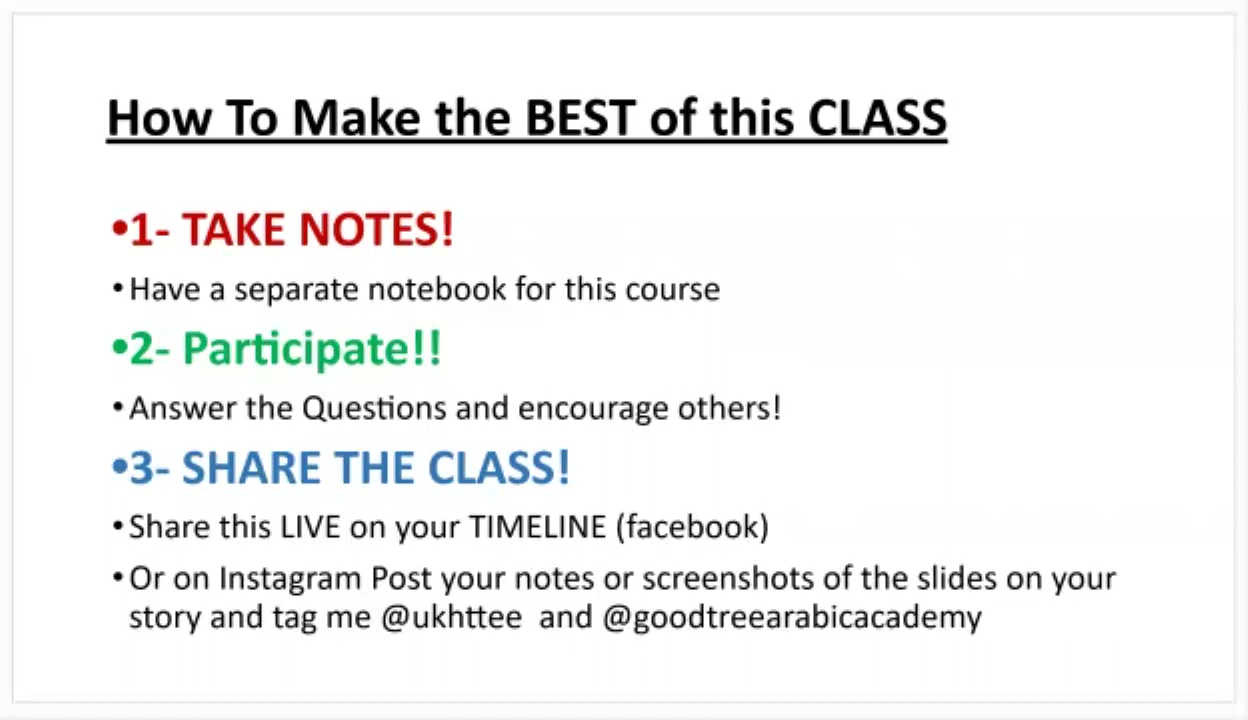 How To Make the BEST of this CLASS
•1- TAKE NOTES!
•Have a separate notebook for this course
•2- Participate!!
•Answer the Questions and encourage others!
•3- SHARE THE CLASS!
•Share this LIVE on your TIMELINE (facebook)
•Or on Instagram Post your notes or screenshots of the slides on your
story and tag me @ukhttee and @goodtreearabicacademy